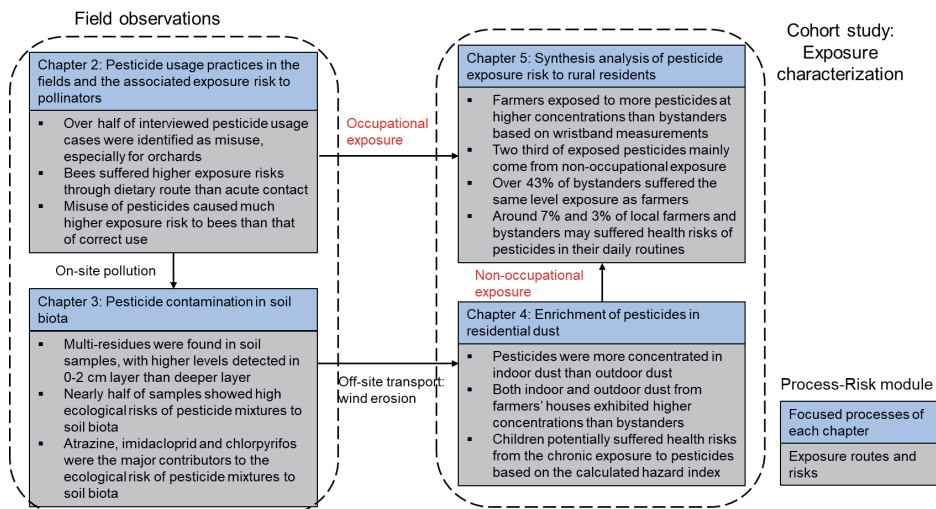 Field observations
Chapter 2: Pesticide usage practices in the
fields and the associated exposure risk to
pollinators
▪ Over half of interviewed pesticide usage
cases were identified as misuse,
especially for orchards
▪ Bees suffered higher exposure risks
through dietary route than acute contact
▪ Misuse of pesticides caused much
higher exposure risk to bees than that
of correct use
On-site pollution
Chapter 3: Pesticide contamination in soil
biota
▪ Multi-residues were found in soil
samples, with higher levels detected in
0-2 cm layer than deeper layer
▪ Nearly half of samples showed high
ecological risks of pesticide mixtures to
soil biota
▪ Atrazine, imidacloprid and chlorpyrifos
were the major contributors to the
ecological risk of pesticide mixtures to
soil biota
Occupational
exposure
Off-site transport:
wind erosion
Cohort study:
Exposure
characterization
Chapter 5: Synthesis analysis of pesticide
exposure risk to rural residents
▪ Farmers exposed to more pesticides at
higher concentrations than bystanders
based on wristband measurements
▪ Two third of exposed pesticides mainly
come from non-occupational exposure
▪ Over 43% of bystanders suffered the
same level exposure as farmers
▪ Around 7% and 3% of local farmers and
bystanders may suffered health risks of
pesticides in their daily routines
Non-occupational
exposure
Chapter 4: Enrichment of pesticides in
residential dust
▪ Pesticides were more concentrated in
indoor dust than outdoor dust
▪ Both indoor and outdoor dust from
farmers' houses exhibited higher
concentrations than bystanders
▪ Children potentially suffered health risks
from the chronic exposure to pesticides
based on the calculated hazard index
Process-Risk module
Focused processes of
each chapter
Exposure routes and
risks